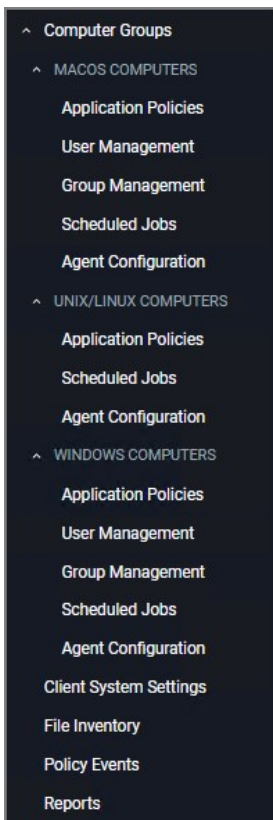 Computer Groups
MACOS COMPUTERS
Application Policies
User Management
Group Management
Scheduled Jobs
Agent Configuration
UNIX/LINUX COMPUTERS
Application Policies
Scheduled Jobs
Agent Configuration
WINDOWS COMPUTERS
Application Policies
User Management
Group Management
Scheduled Jobs
Agent Configuration
Client System Settings
File Inventory
Policy Events
Reports